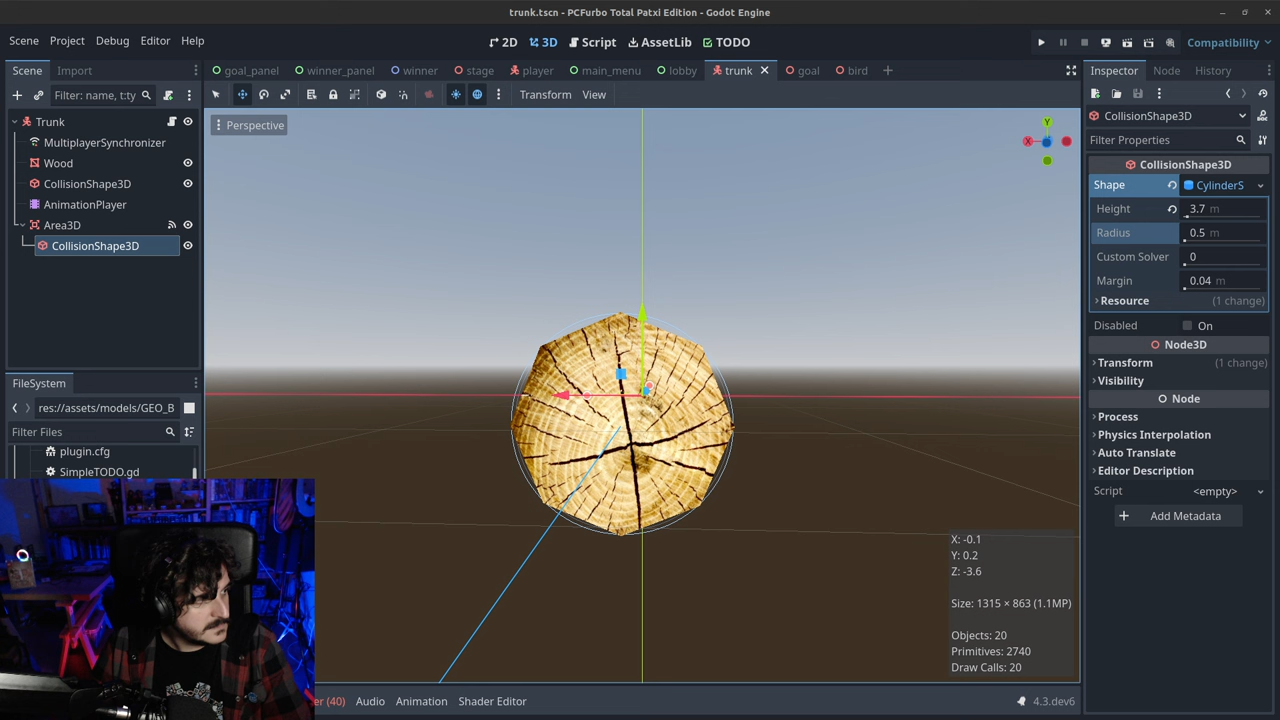 trunk.tscn - PCFurbo Total Patxi Edition - Godot Engine
Scene Project Debug Editor Help
2D 3D Script AssetLib TODO
Compatibility
Scene Import
goal_panel winner_panel winner stage player main_menu lobby trunk goal bird
Inspector Node History
Filter: name, t:ty
Transform View
Perspective
Trunk
MultiplayerSynchronizer
Wood
CollisionShape3D
AnimationPlayer
Area3D
CollisionShape3D
FileSystem
res://assets/models/GEO_B
Filter Files
plugin.cfg
SimpleTODO.gd
Y
X
X: -0.1
Y: 0.2
Z: -3.6
Size: 1315 × 863 (1.1MP)
Objects: 20
Primitives: 2740
Draw Calls: 20
er (40) Audio Animation Shader Editor
4.3.dev6
CollisionShape3D
Filter Properties
CollisionShape3D
Shape CylinderS
Height 3.7 m
Radius 0.5 m
Custom Solver 0
Margin 0.04 m
Resource (1 change)
Disabled On
Node3D
Transform (1 change)
Visibility
Node
Process
Physics Interpolation
Auto Translate
Editor Description
Script <empty>
Add Metadata